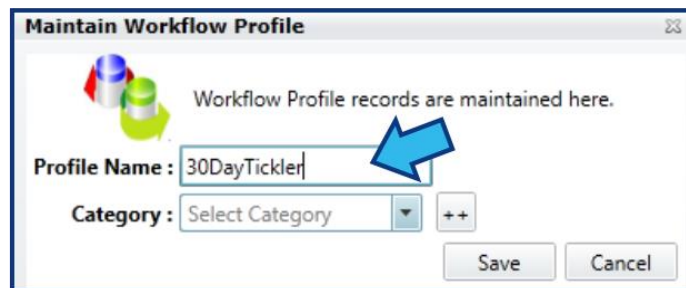 Maintain Workflow Profile
Workflow Profile records are maintained here.
Profile Name : 30DayTickler
Category : Select Category ++
Save Cancel